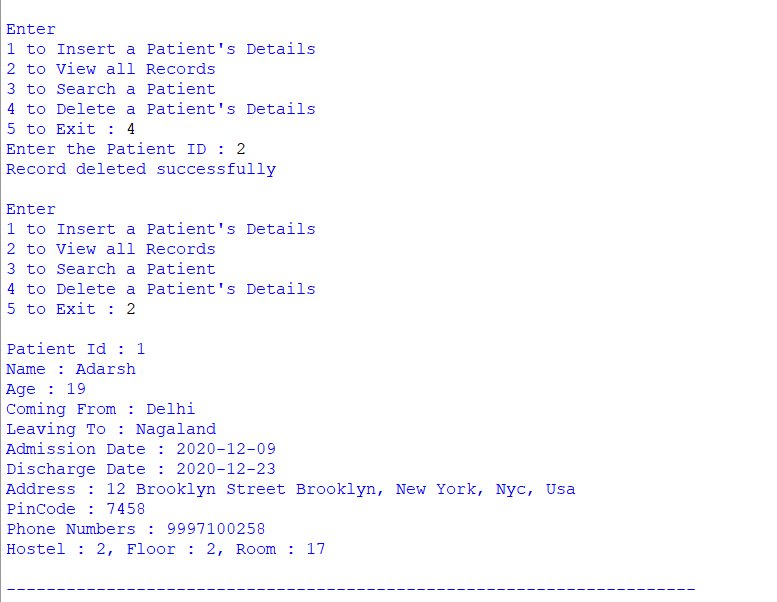 Enter
1 to Insert a Patient's Details
2 to View all Records
3 to Search a Patient
4 to Delete a Patient's Details
5 to Exit : 4
Enter the Patient ID : 2
Record deleted successfully
Enter
1 to Insert a Patient's Details
2 to View all Records
3 to Search a Patient
4 to Delete a Patient's Details
5 to Exit : 2
Patient Id : 1
Name : Adarsh
Age : 19
Coming From : Delhi
Leaving To : Nagaland
Admission Date : 2020-12-09
Discharge Date : 2020-12-23
Address : 12 Brooklyn Street Brooklyn, New York, Nyc, Usa
PinCode : 7458
Phone Numbers : 9997100258
Hostel : 2, Floor : 2, Room : 17
---------------------------------------------------------------------